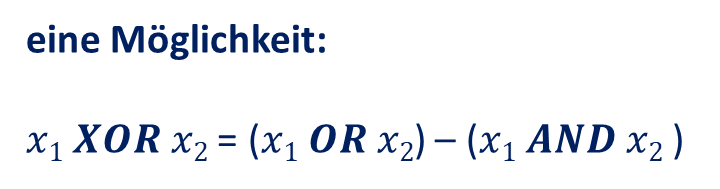 eine Möglichkeit:
x₁ XOR x₂ = (x₁ OR x₂) – (x₁ AND x₂ )